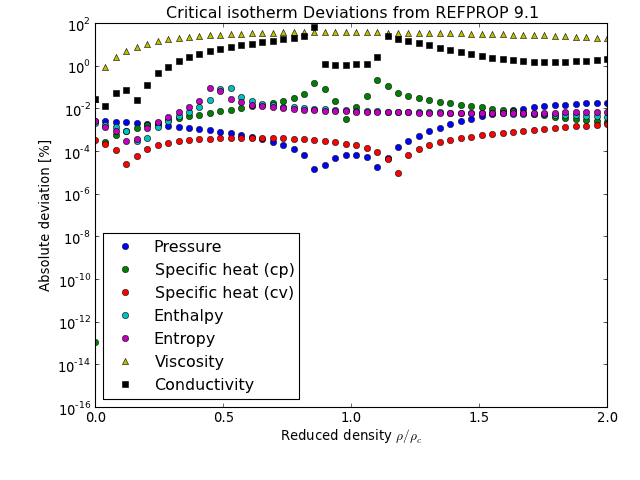 Critical isotherm Deviations from REFPROP 9.1
Absolute deviation [%]
10^2
10^0
10^-2
10^-4
10^-6
10^-8
10^-10
10^-12
10^-14
10^-16
Pressure
Specific heat (cp)
Specific heat (cv)
Enthalpy
Entropy
Viscosity
Conductivity
0.0 0.5 1.0 1.5 2.0
Reduced density ρ/ρ_c